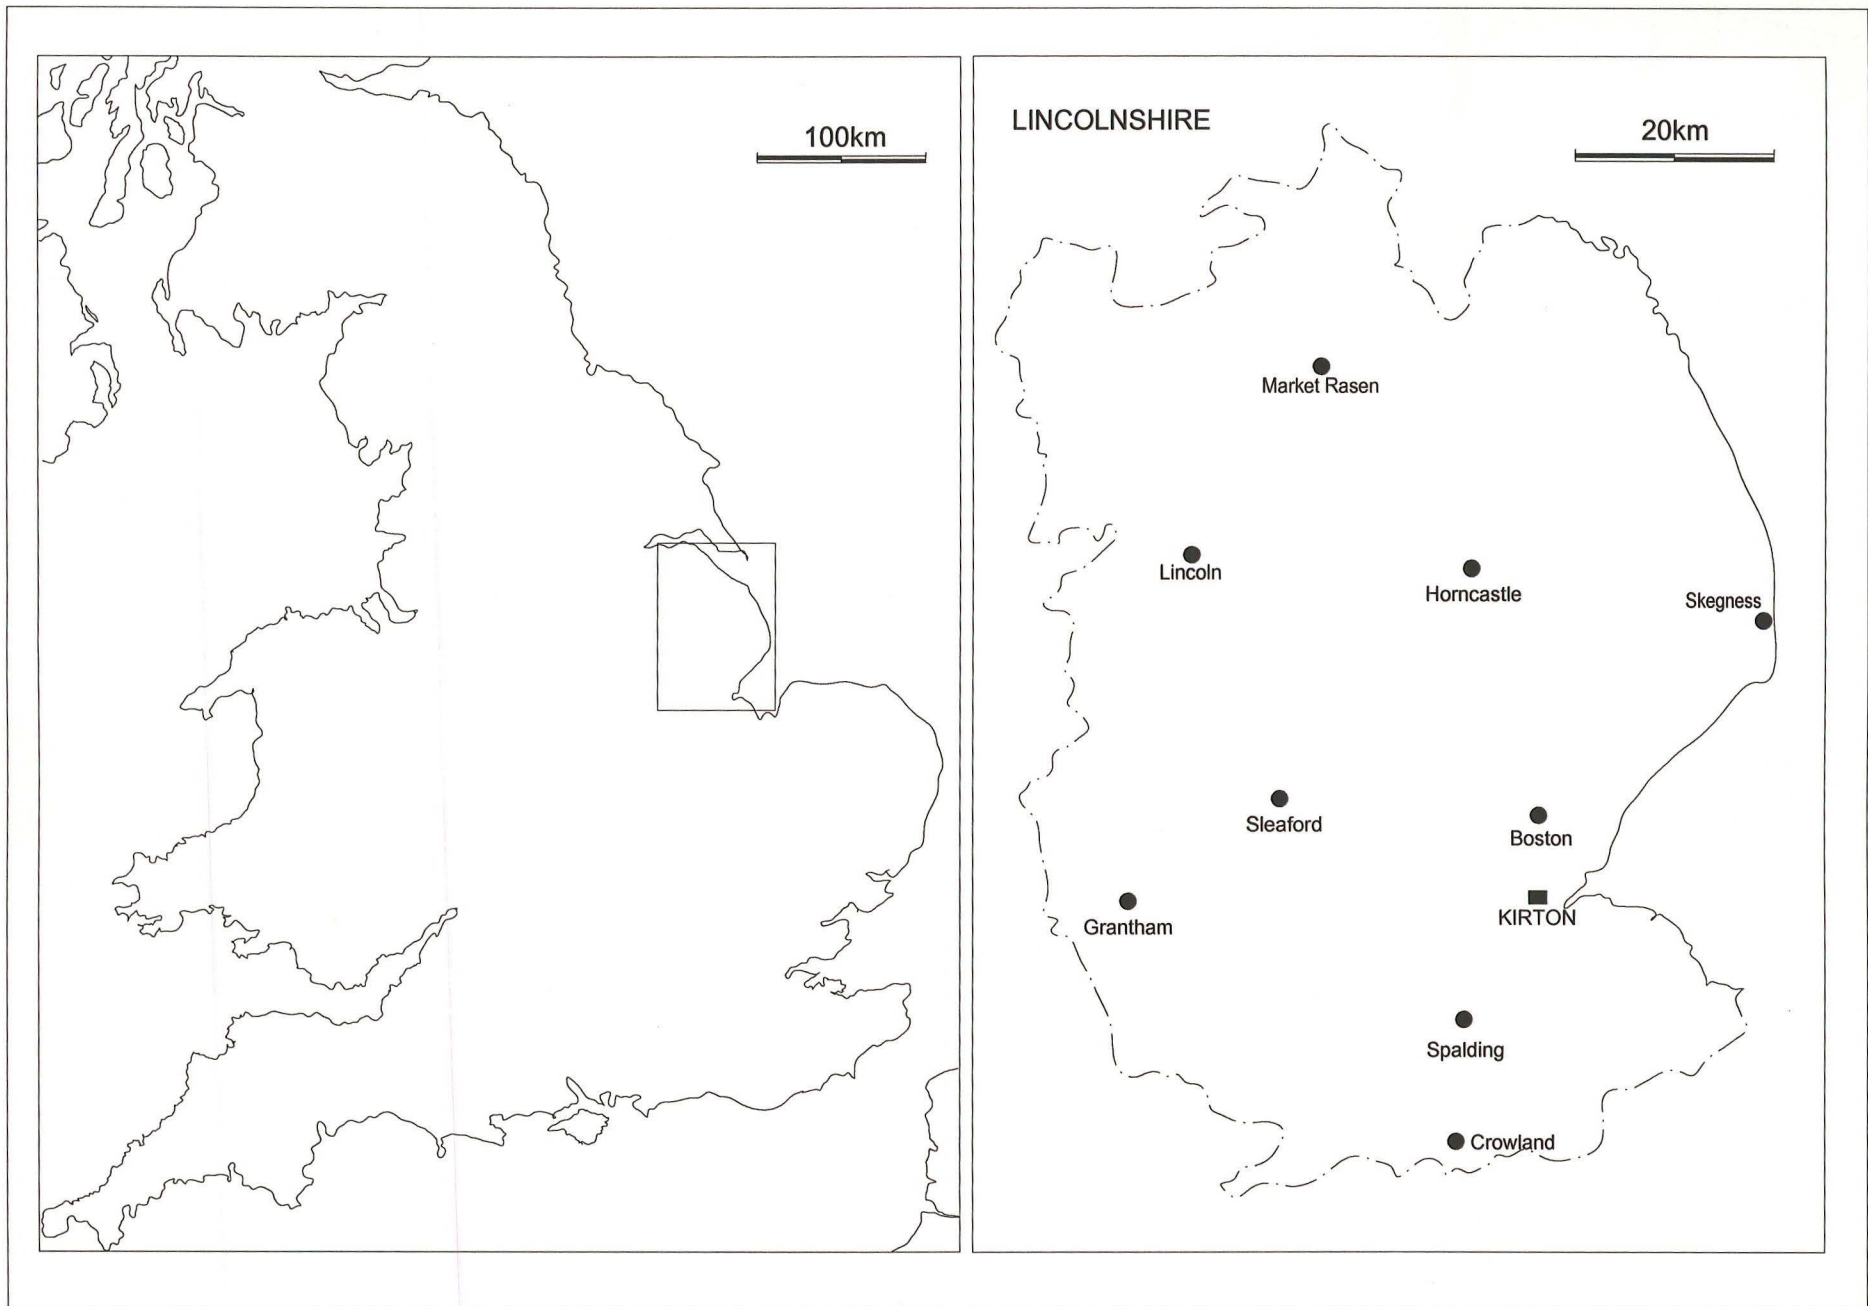 100km
LINCOLNSHIRE
20km
Market Rasen
Lincoln
Horncastle
Skegness
Sleaford
Boston
Grantham
KIRTON
Spalding
Crowland